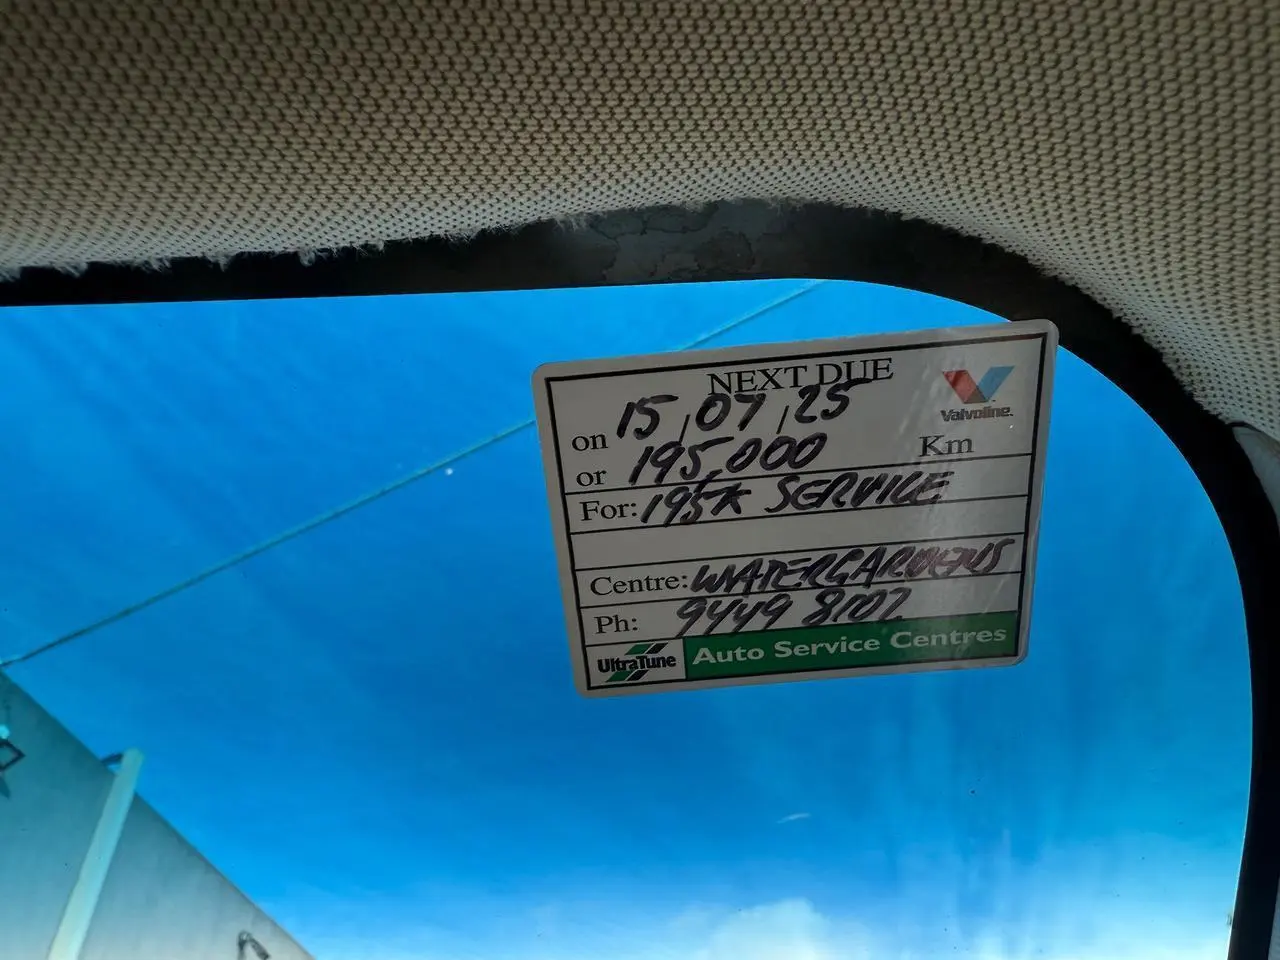 NEXT DUE
Valvoline.
on 15,07,25
or 195,000 Km
For: 195K SERVICE
Centre: WATERGARDENS
Ph: 9449 8102
UltraTune Auto Service Centres